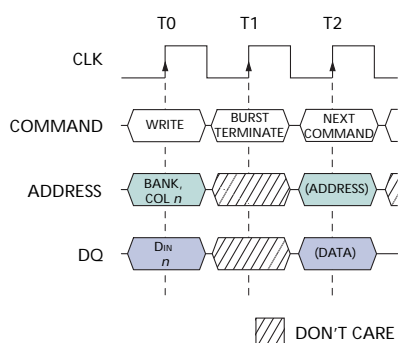 T0 T1 T2
CLK
COMMAND WRITE BURST TERMINATE NEXT COMMAND
ADDRESS BANK, COL n (ADDRESS)
DQ DIN n (DATA)
DON'T CARE